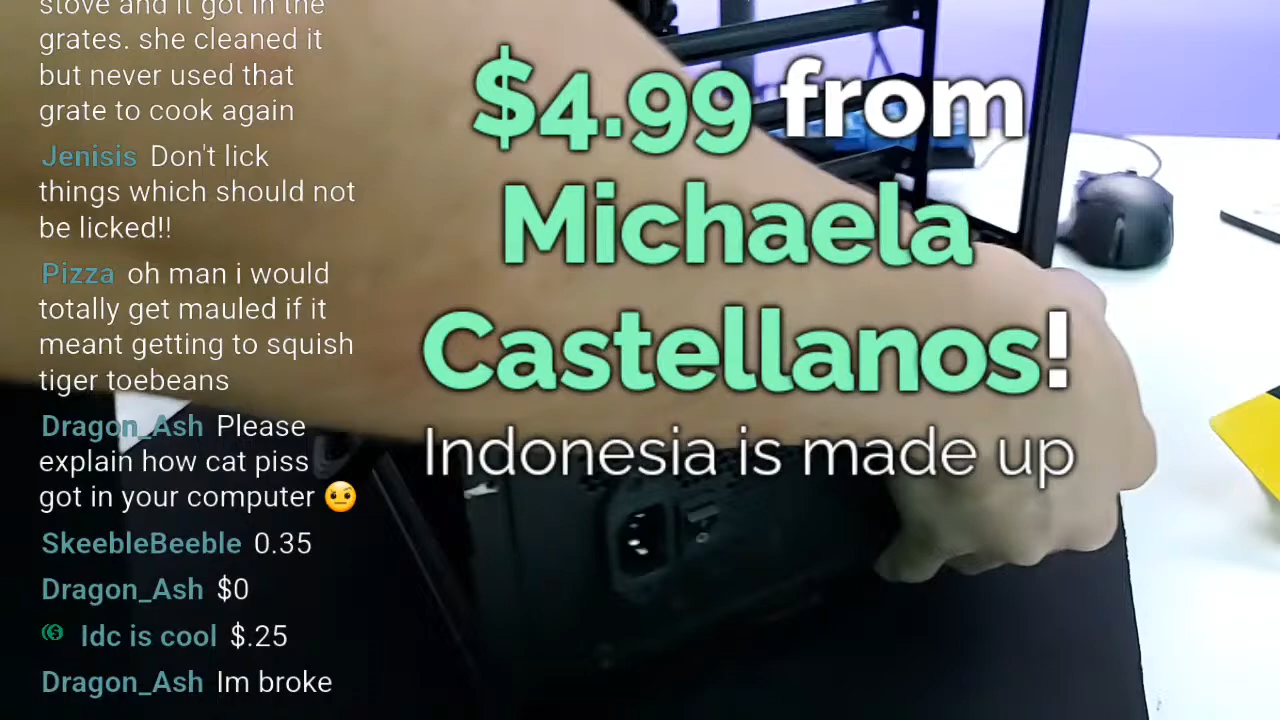 stove and it got in the
grates. she cleaned it
but never used that
grate to cook again
Jenisis Don't lick
things which should not
be licked!!
Pizza oh man i would
totally get mauled if it
meant getting to squish
tiger toebeans
Dragon_Ash Please
explain how cat piss
got in your computer 🤨
SkeebleBeeble 0.35
Dragon_Ash $0
Idc is cool $.25
Dragon_Ash Im broke
$4.99 from
Michaela
Castellanos!
Indonesia is made up